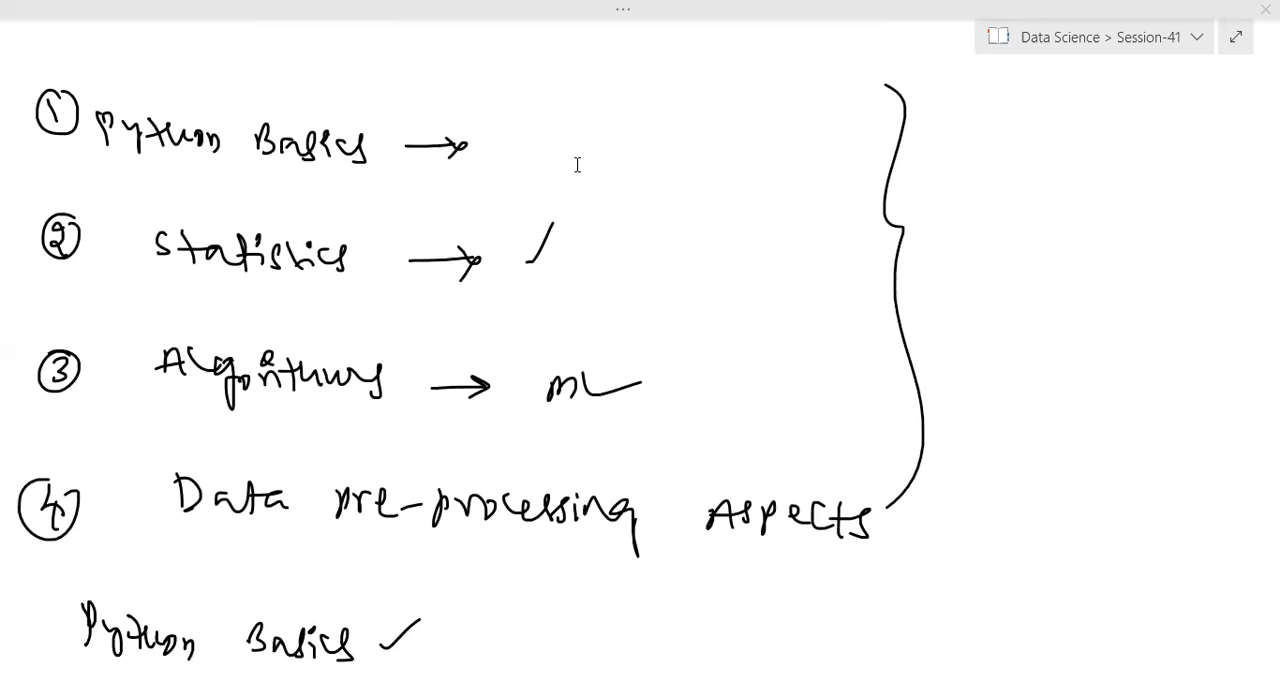 Data Science > Session-41
① Python Basics →
② Statistics → ✓
③ Algorithms → ML
④ Data pre-processing Aspects
Python Basics ✓